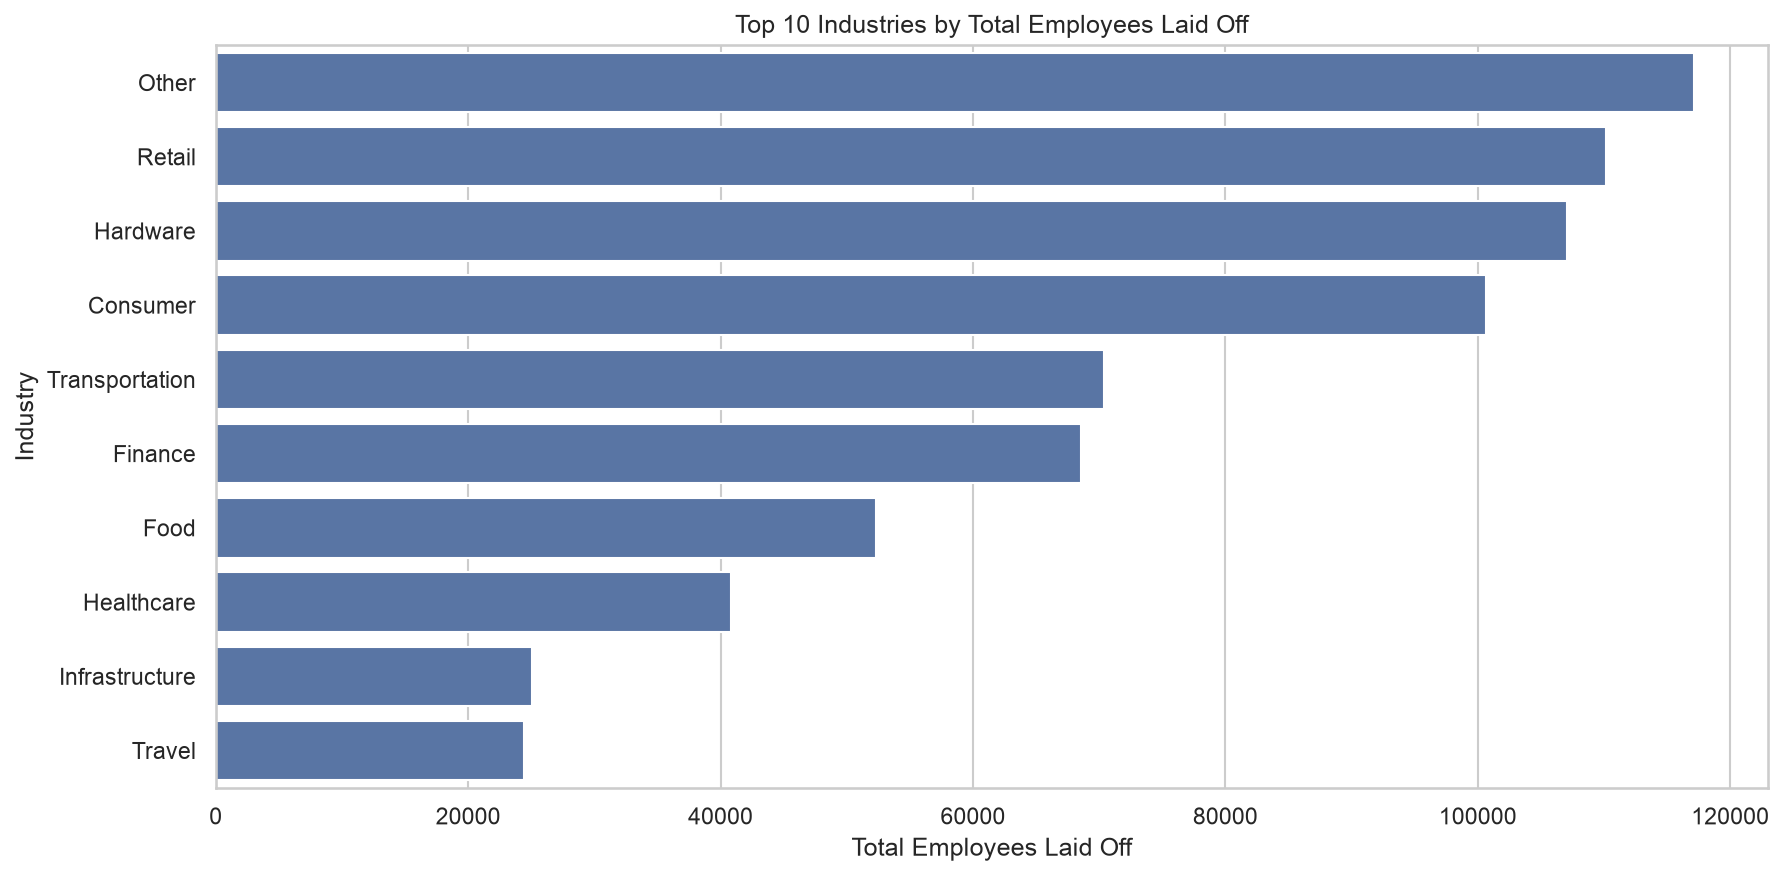 Top 10 Industries by Total Employees Laid Off
Industry
Other
Retail
Hardware
Consumer
Transportation
Finance
Food
Healthcare
Infrastructure
Travel
0 20000 40000 60000 80000 100000 120000
Total Employees Laid Off